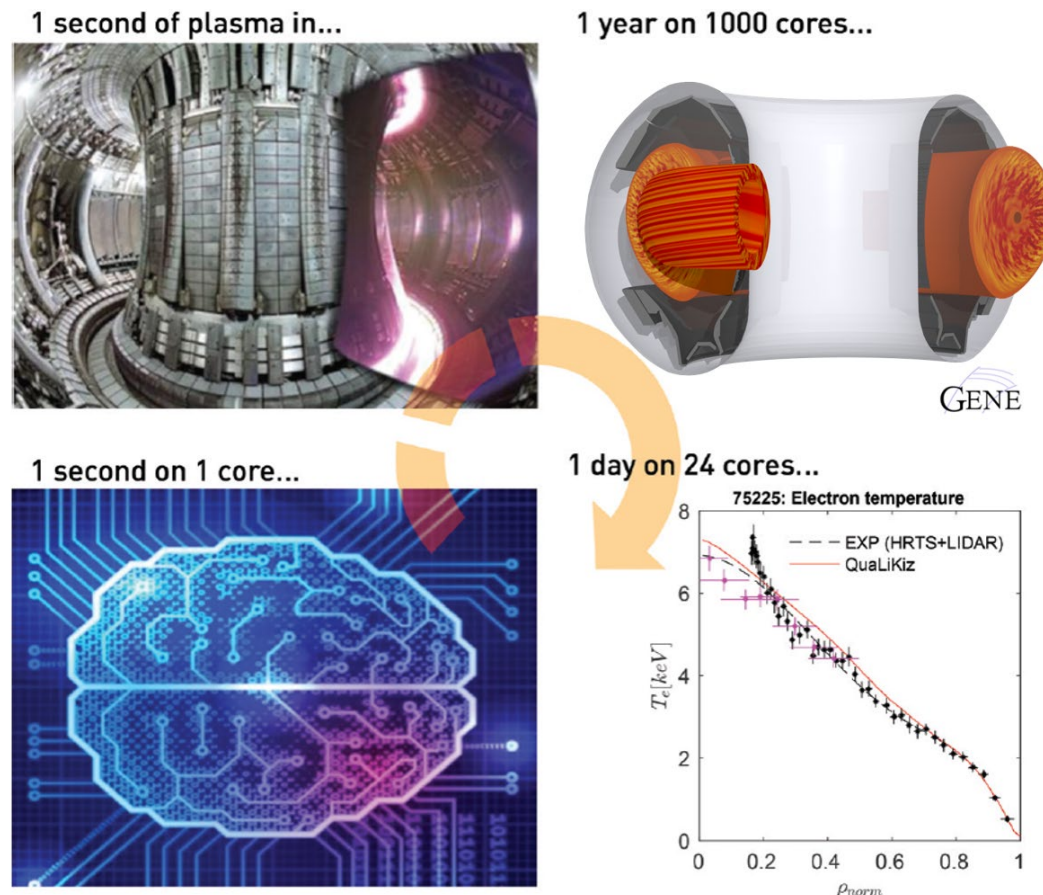 1 second of plasma in...
1 year on 1000 cores...
GENE
1 second on 1 core...
1 day on 24 cores...
75225: Electron temperature
EXP (HRTS+LIDAR)
QuaLiKiz
8
6
4
2
0
T_e[keV]
0
0.2
0.4
0.6
0.8
1
ρ_norm